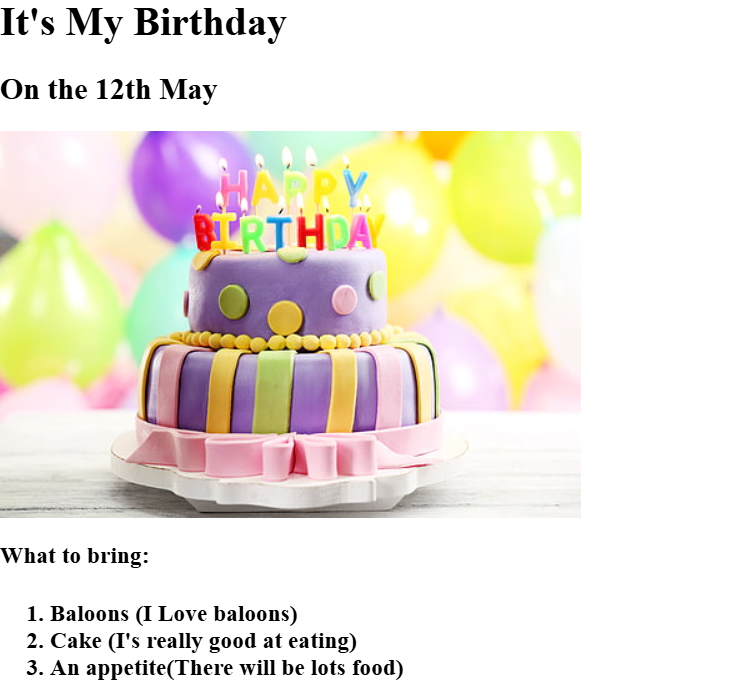 It's My Birthday
On the 12th May
HAPPY
BIRTHDAY
What to bring:
1. Baloons (I Love baloons)
2. Cake (I's really good at eating)
3. An appetite(There will be lots food)